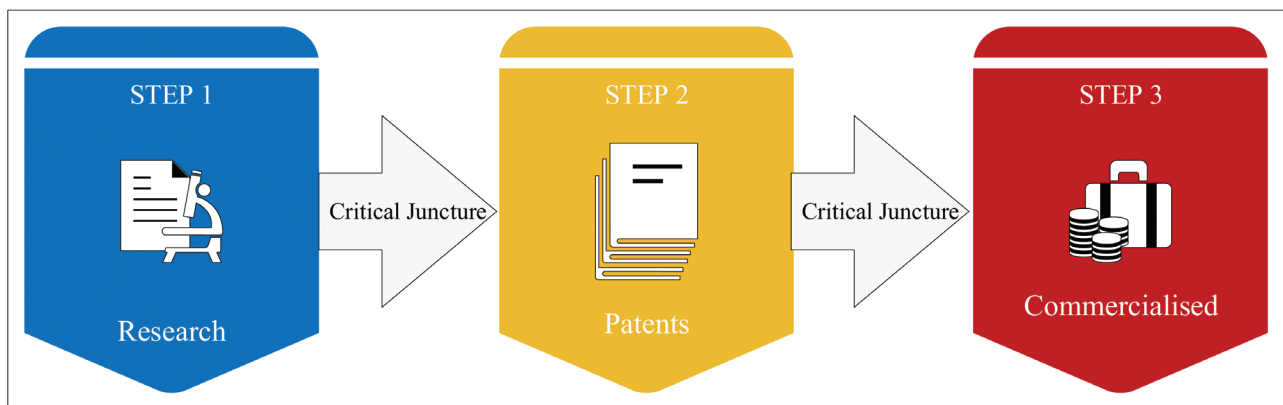 STEP 1
Research
Critical Juncture
STEP 2
Patents
Critical Juncture
STEP 3
Commercialised